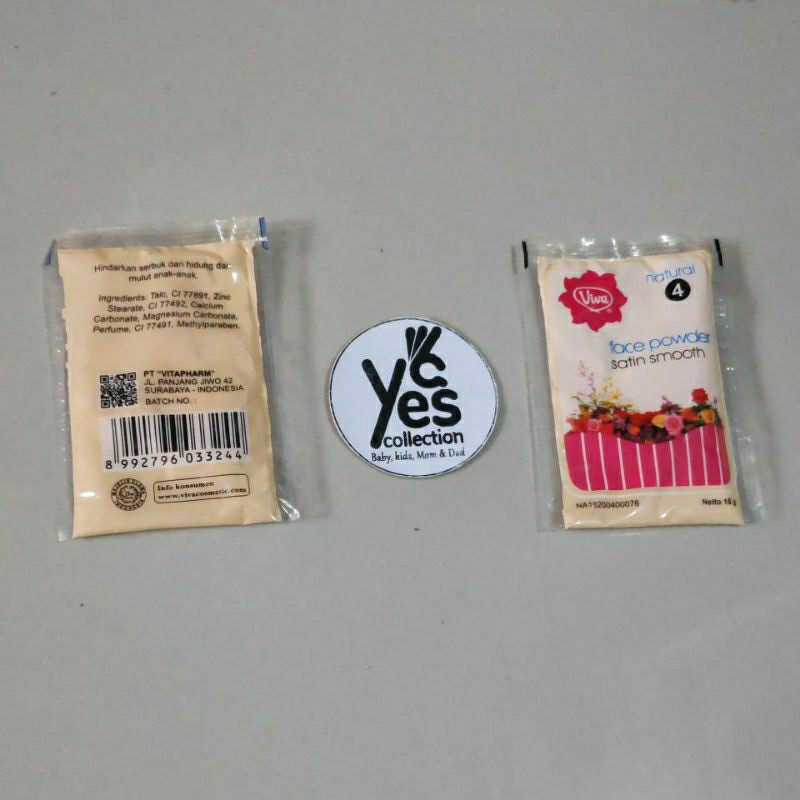 Hindarkan serbuk dari hidung dan
mulut anak-anak.
Ingredients: Talc, CI 77891, Zinc
Stearate, CI 77492, Calcium
Carbonate, Magnesium Carbonate,
Perfume, CI 77491, Methylparaben.
PT "VITAPHARM"
JL. PANJANG JIWO 42
SURABAYA - INDONESIA
BATCH NO. :
8 992796 033244
Info konsumen
www.vivacosmetic.com
Yes
collection
Baby, kids, Mom & Dad
natural
4
Viva
face powder
satin smooth
NA18200400076
Netto 18 g